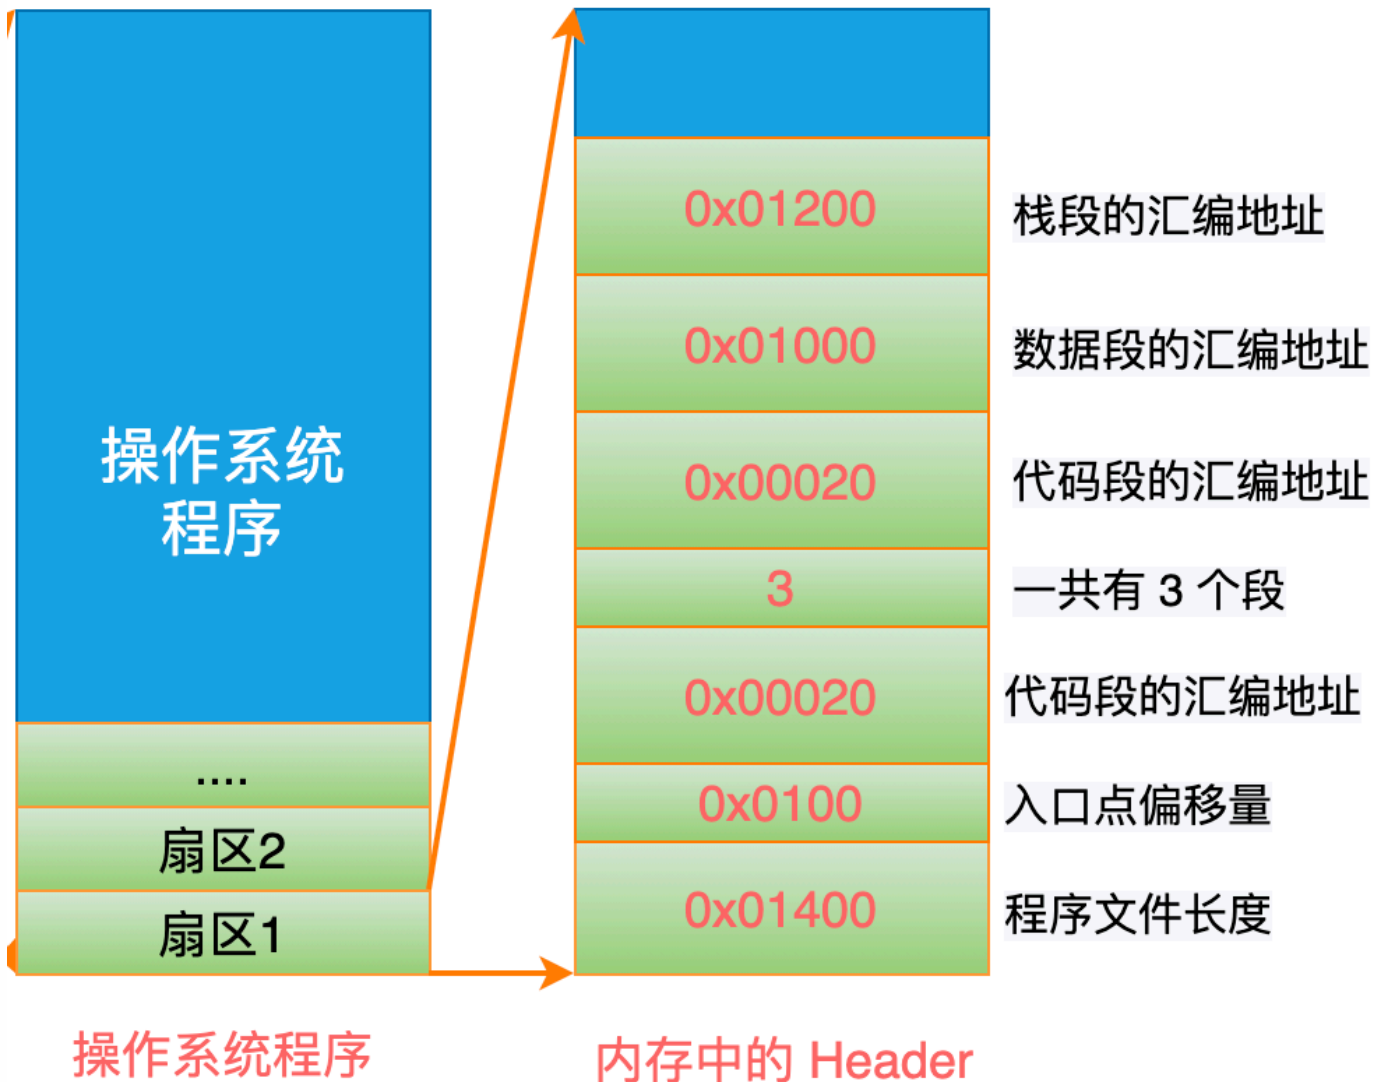 操作系统
程序
....
扇区2
扇区1
操作系统程序
0x01200 栈段的汇编地址
0x01000 数据段的汇编地址
0x00020 代码段的汇编地址
3 一共有 3 个段
0x00020 代码段的汇编地址
0x0100 入口点偏移量
0x01400 程序文件长度
内存中的 Header